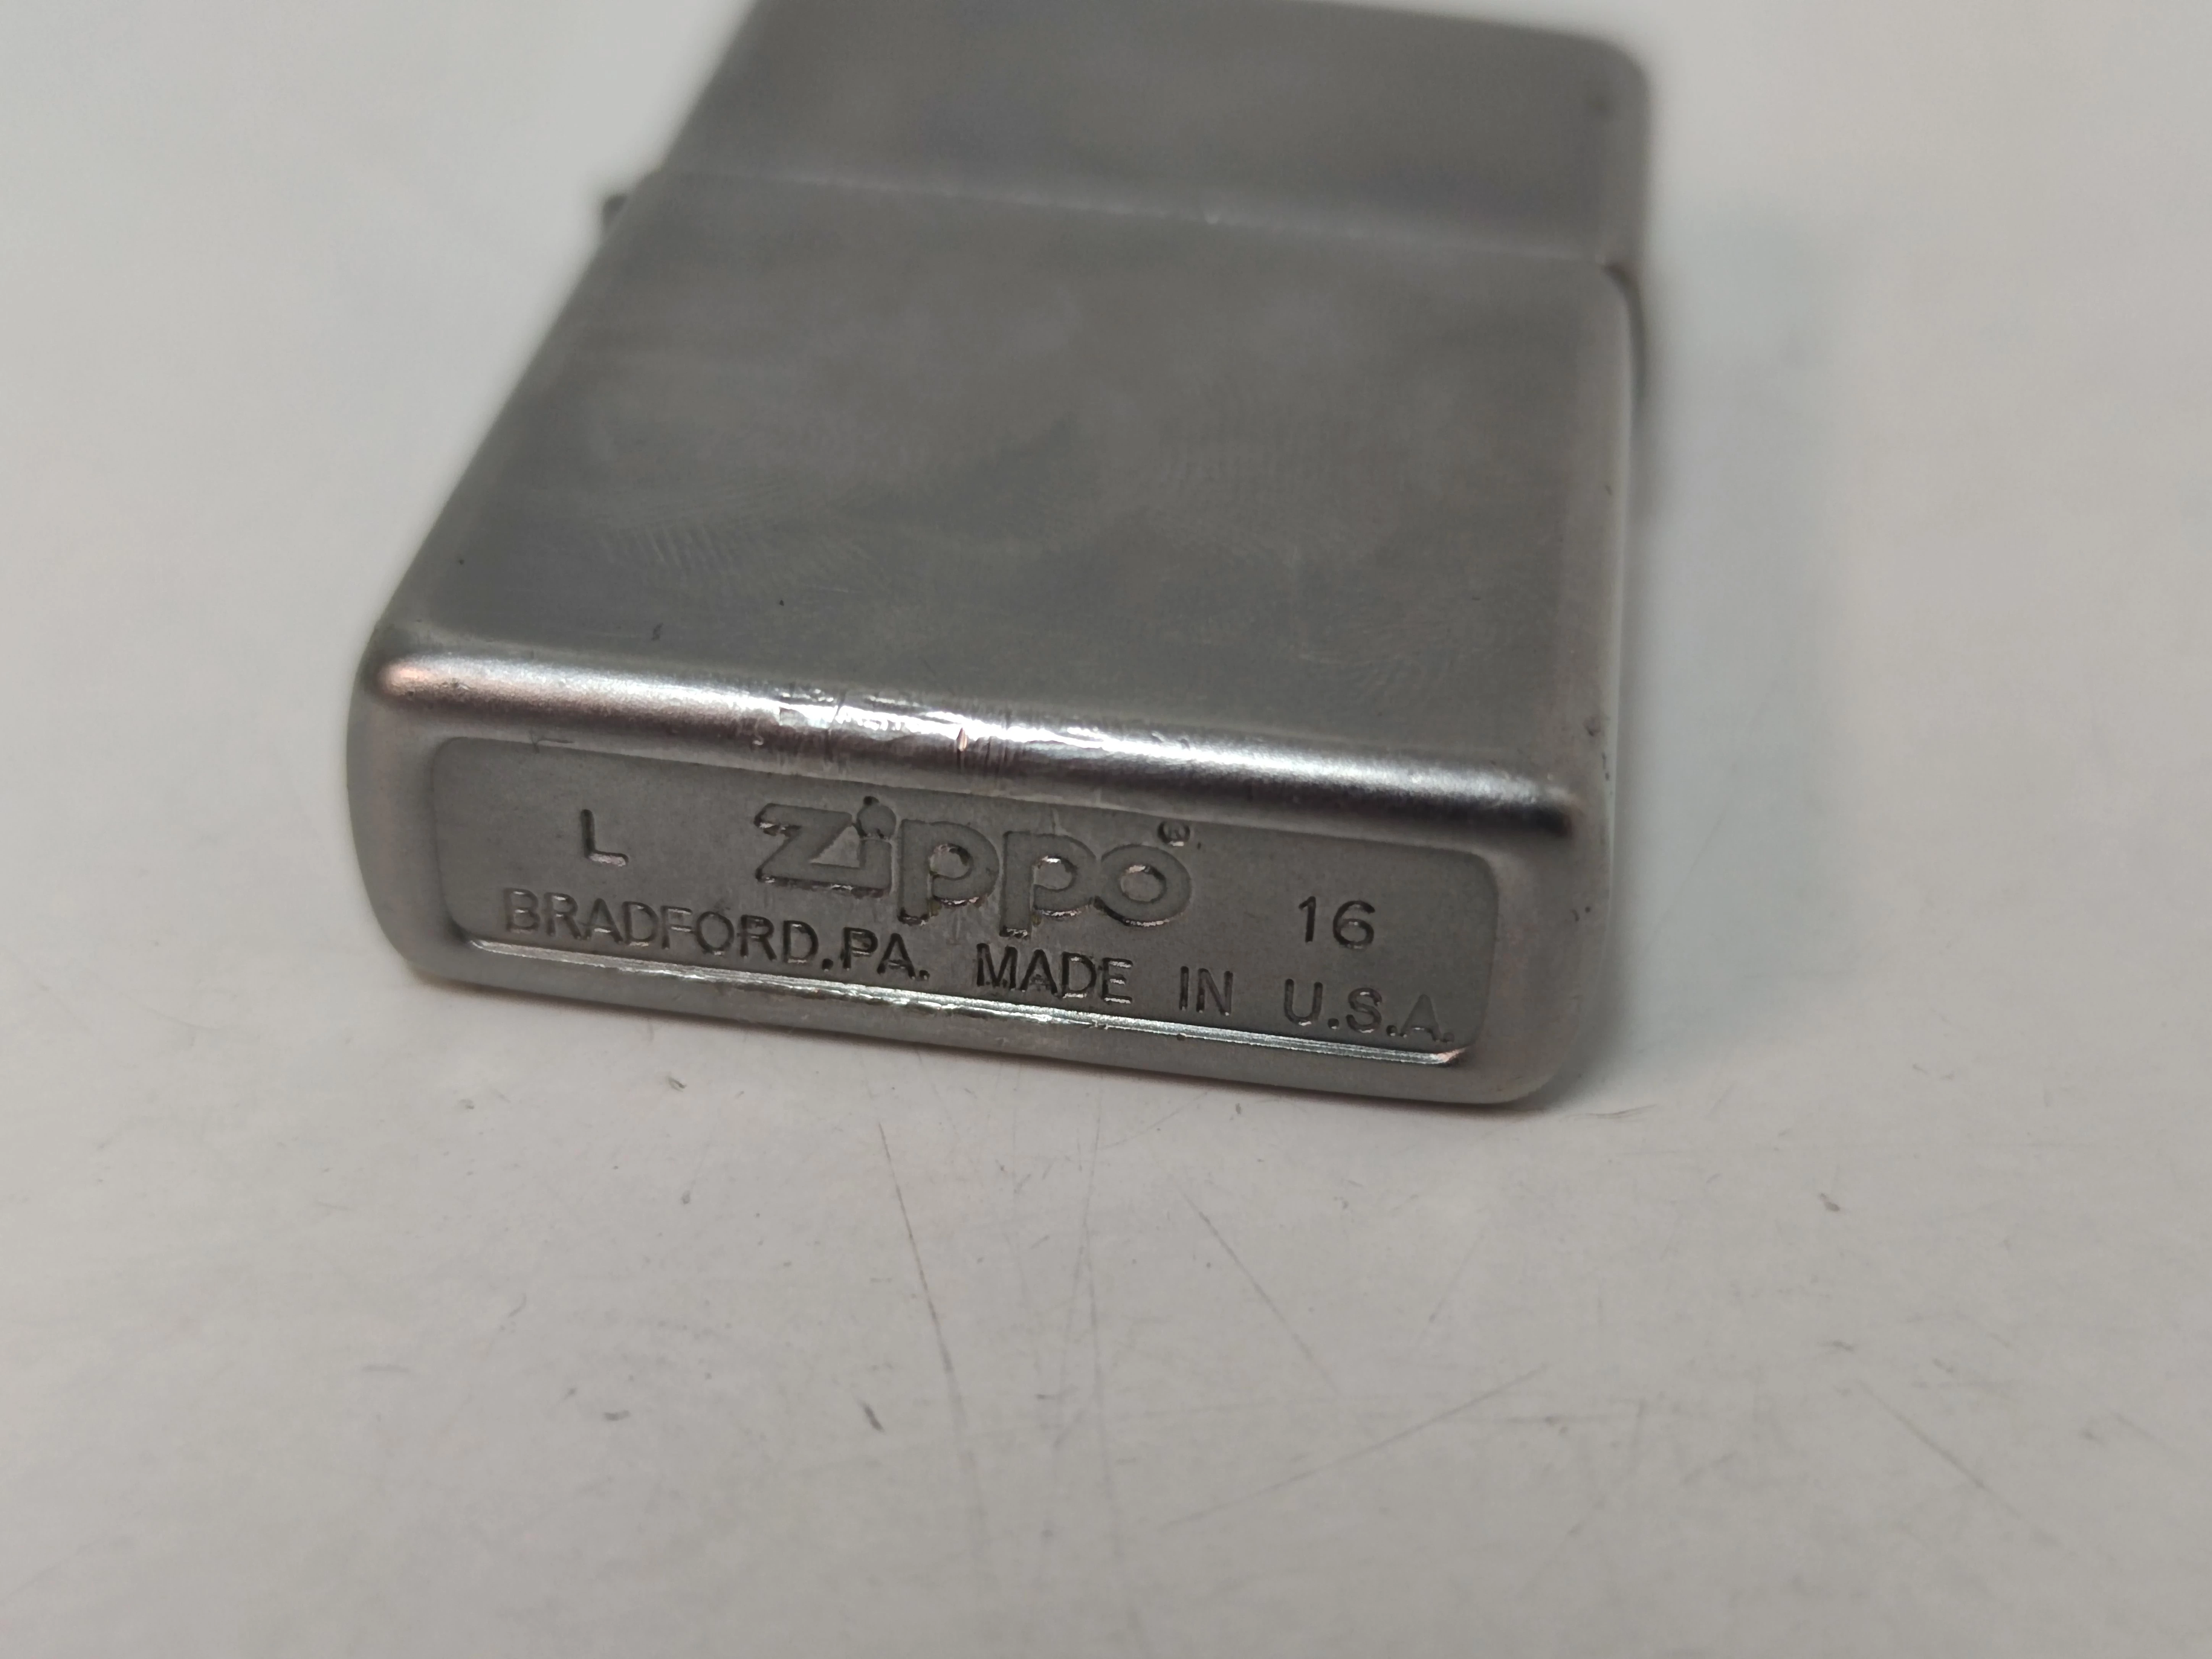 L Zippo® 16
BRADFORD.PA. MADE IN U.S.A.